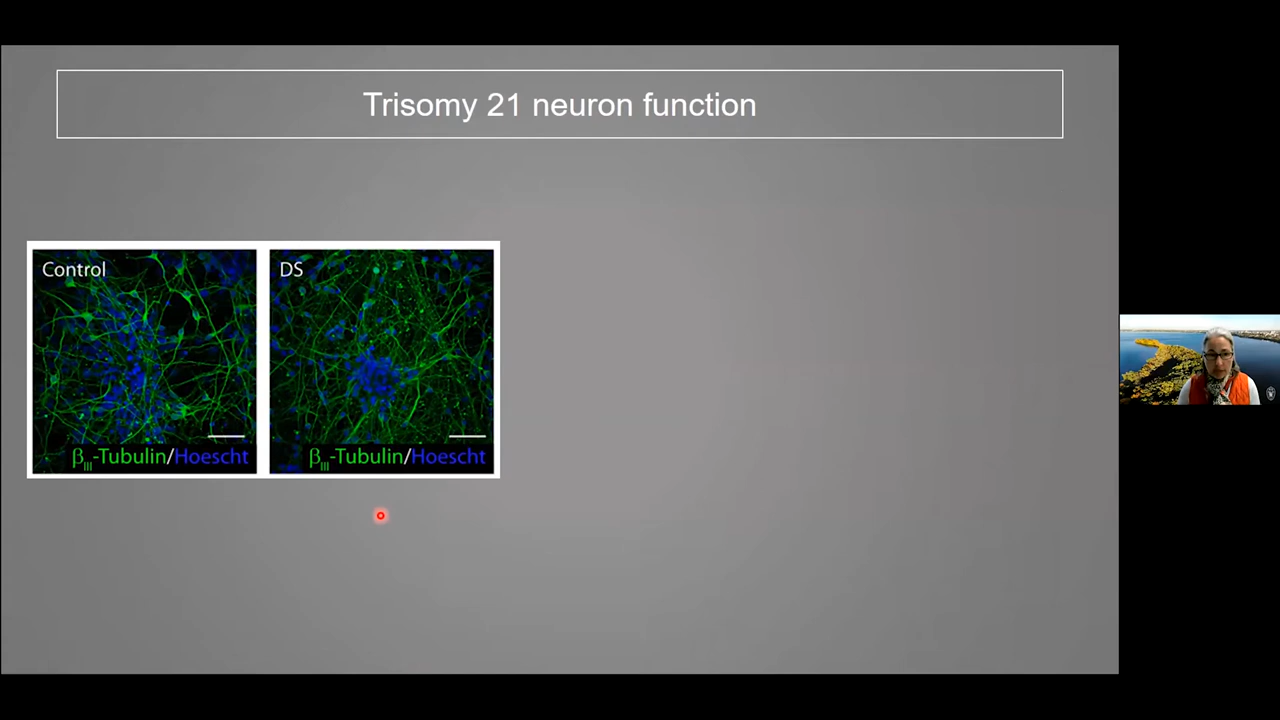 Trisomy 21 neuron function
Control
DS
βIII-Tubulin/Hoescht
βIII-Tubulin/Hoescht